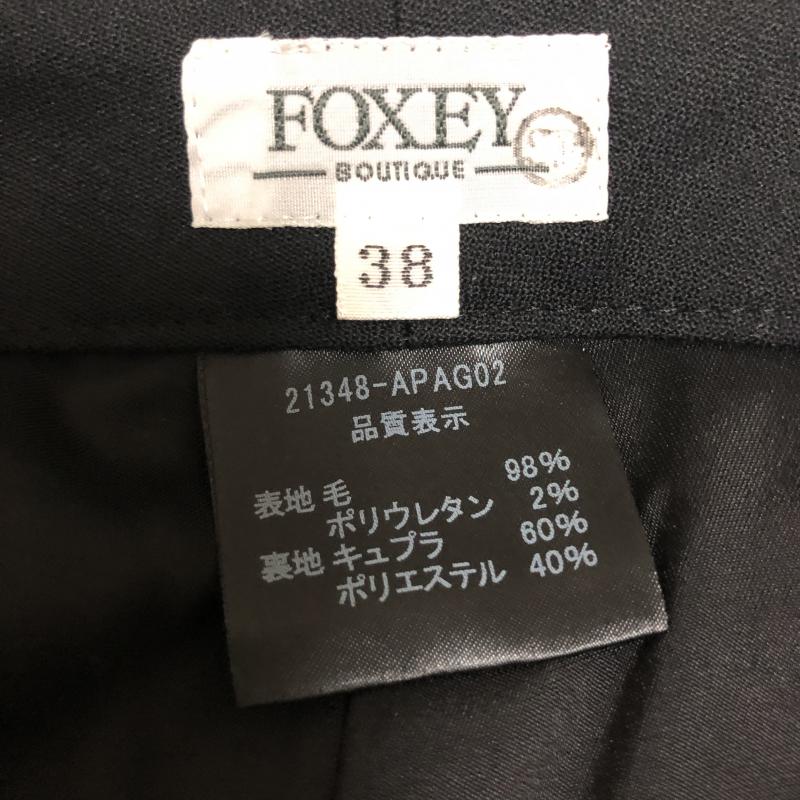 FOXEY
BOUTIQUE
38
21348-APAG02
品質表示
表地 毛 98%
ポリウレタン 2%
裏地 キュプラ 60%
ポリエステル 40%